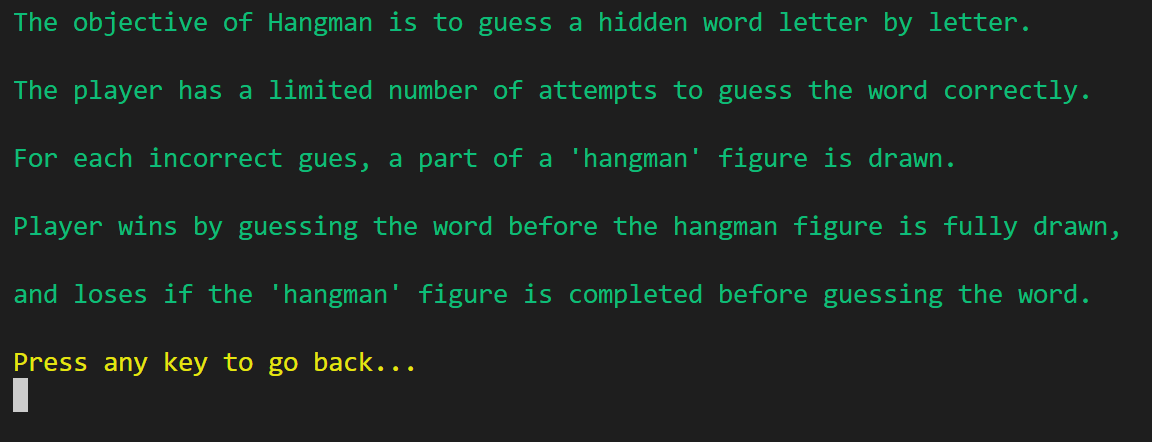 The objective of Hangman is to guess a hidden word letter by letter.
The player has a limited number of attempts to guess the word correctly.
For each incorrect gues, a part of a 'hangman' figure is drawn.
Player wins by guessing the word before the hangman figure is fully drawn,
and loses if the 'hangman' figure is completed before guessing the word.
Press any key to go back...